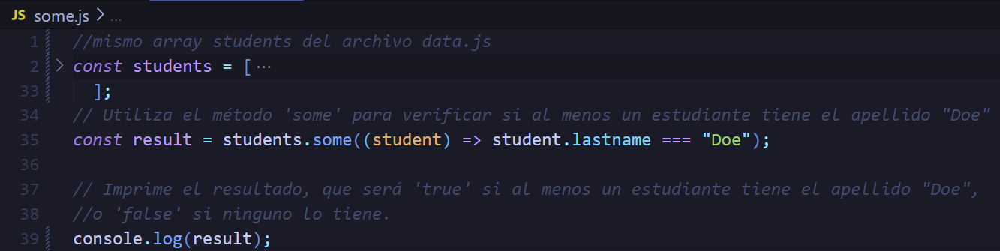 JS some.js > ...
1 //mismo array students del archivo data.js
2 > const students = [ ···
33 ];
34 // Utiliza el método 'some' para verificar si al menos un estudiante tiene el apellido "Doe"
35 const result = students.some((student) => student.lastname === "Doe");
36
37 // Imprime el resultado, que será 'true' si al menos un estudiante tiene el apellido "Doe",
38 //o 'false' si ninguno lo tiene.
39 console.log(result);